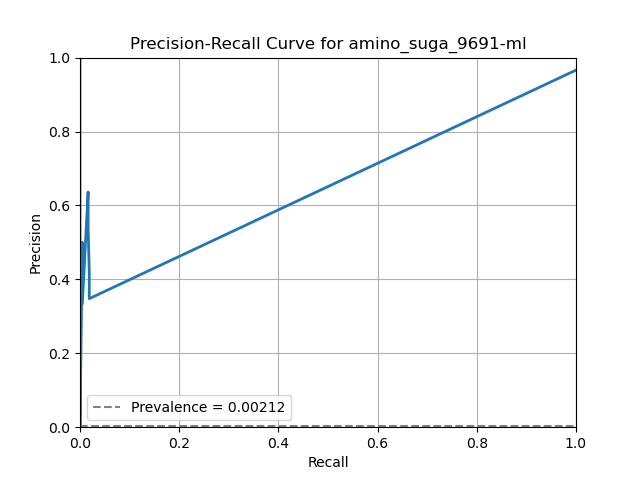 Precision-Recall Curve for amino_suga_9691-ml
1.0
0.8
0.6
0.4
0.2
0.0
Precision
Prevalence = 0.00212
0.0 0.2 0.4 0.6 0.8 1.0
Recall